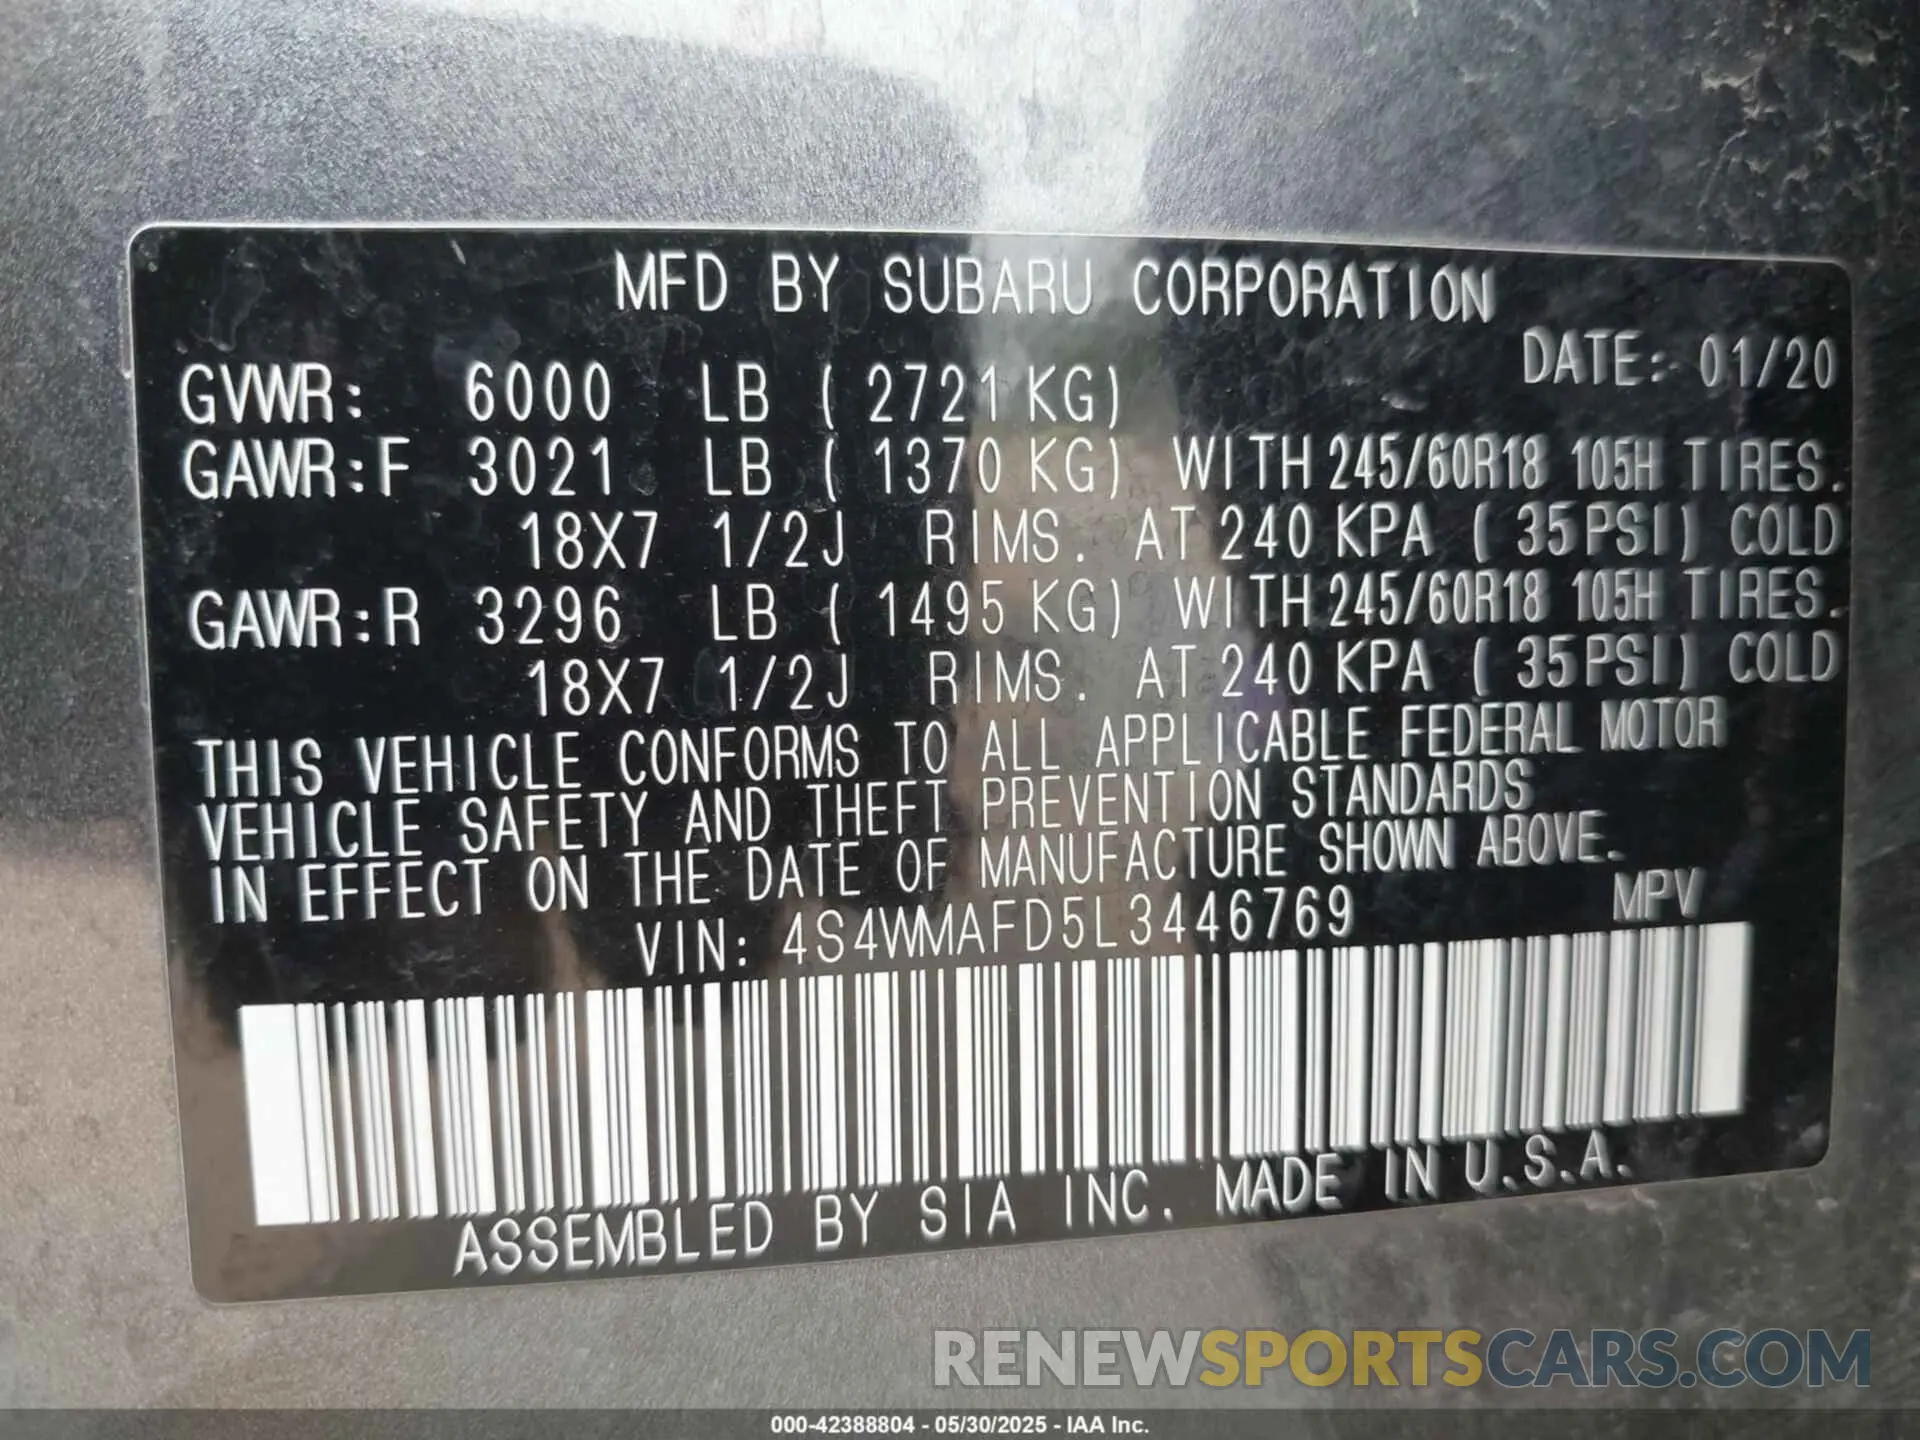 MFD BY SUBARU CORPORATION
DATE: 01/20
GVWR: 6000 LB ( 2721 KG)
GAWR:F 3021 LB ( 1370 KG) WITH 245/60R18 105H TIRES.
18X7 1/2J RIMS. AT 240 KPA ( 35PSI) COLD
GAWR:R 3296 LB ( 1495 KG) WITH 245/60R18 105H TIRES.
18X7 1/2J RIMS. AT 240 KPA ( 35PSI) COLD
THIS VEHICLE CONFORMS TO ALL APPLICABLE FEDERAL MOTOR
VEHICLE SAFETY AND THEFT PREVENTION STANDARDS
IN EFFECT ON THE DATE OF MANUFACTURE SHOWN ABOVE.
VIN: 4S4WMAFD5L3446769 MPV
ASSEMBLED BY SIA INC. MADE IN U.S.A.
RENEWSPORTSCARS.COM
000-42388804 - 05/30/2025 - IAA Inc.